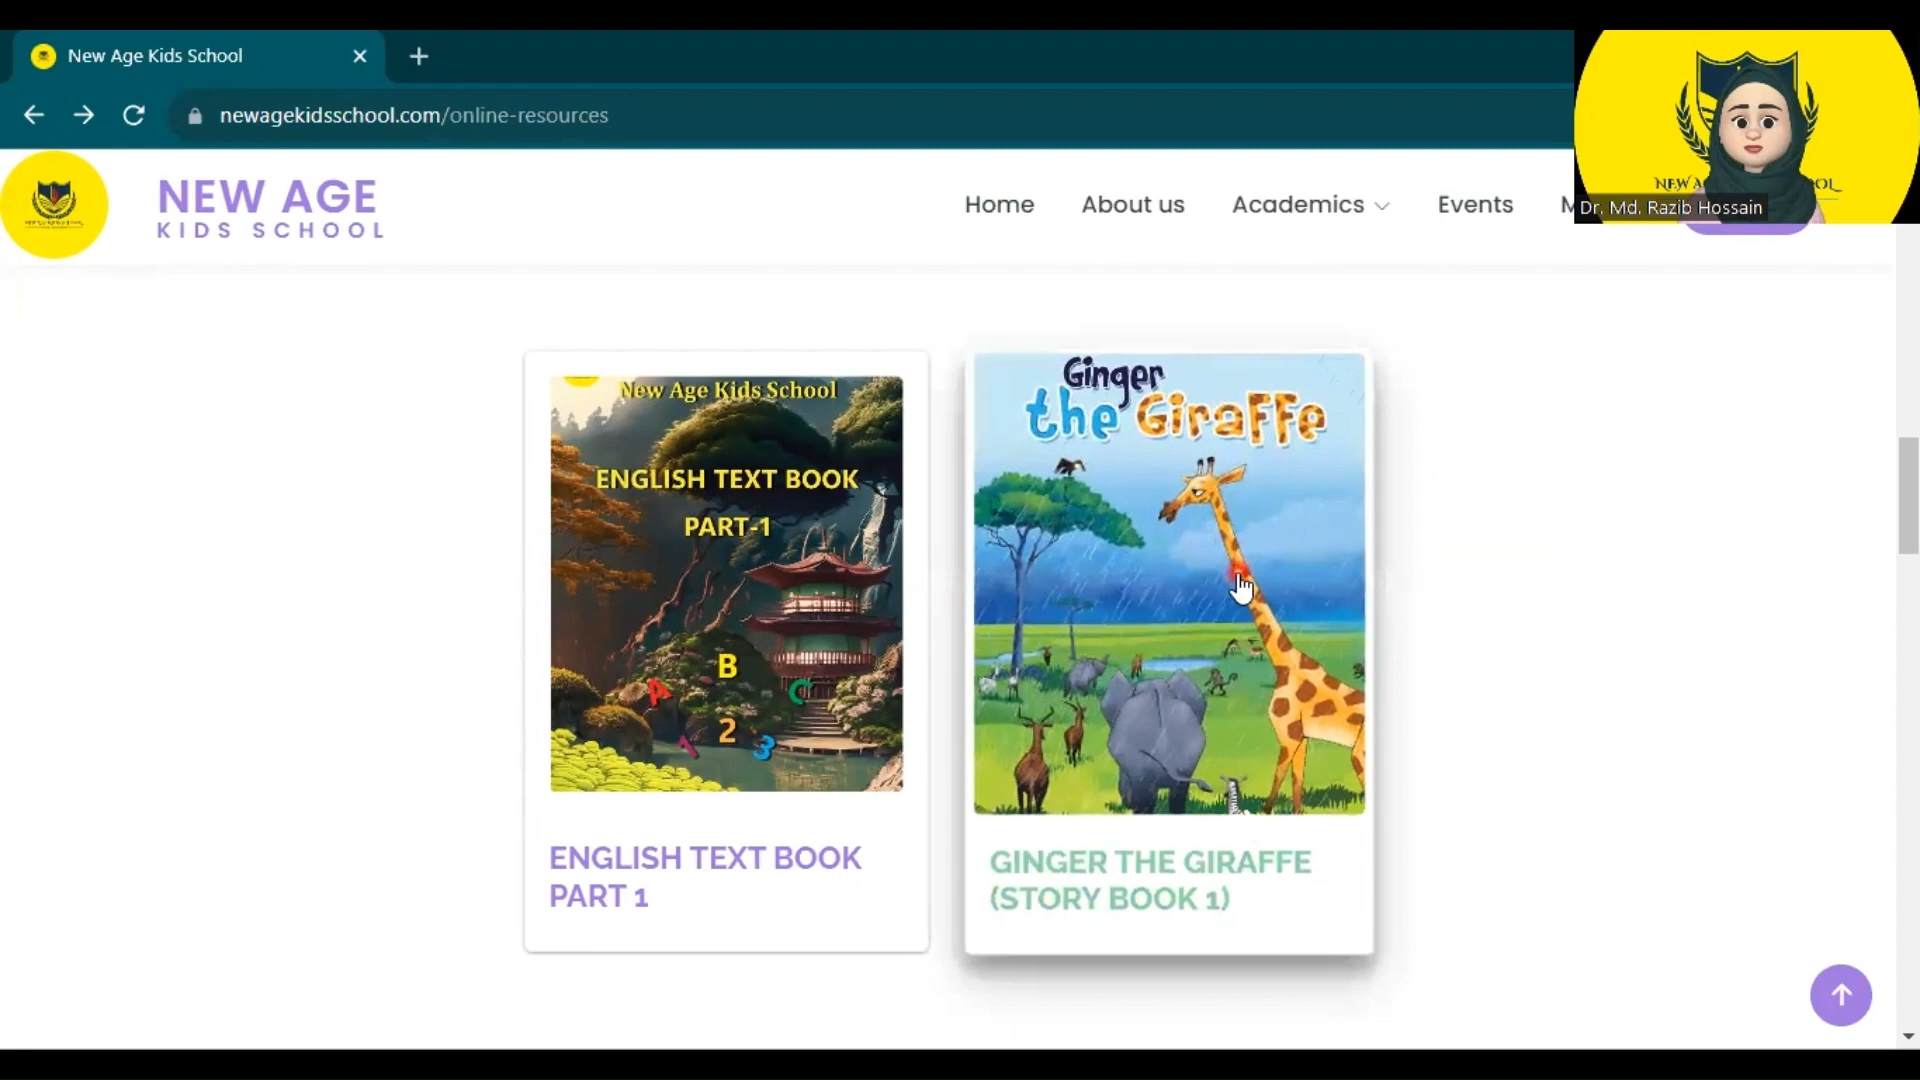 New Age Kids School
newagekidsschool.com/online-resources
NEW AGE
KIDS SCHOOL
Home
About us
Academics
Events
Dr. Md. Razib Hossain
New Age Kids School
ENGLISH TEXT BOOK
PART-1
B
A
C
2
1
3
Ginger
the Giraffe
ENGLISH TEXT BOOK
PART 1
GINGER THE GIRAFFE
(STORY BOOK 1)